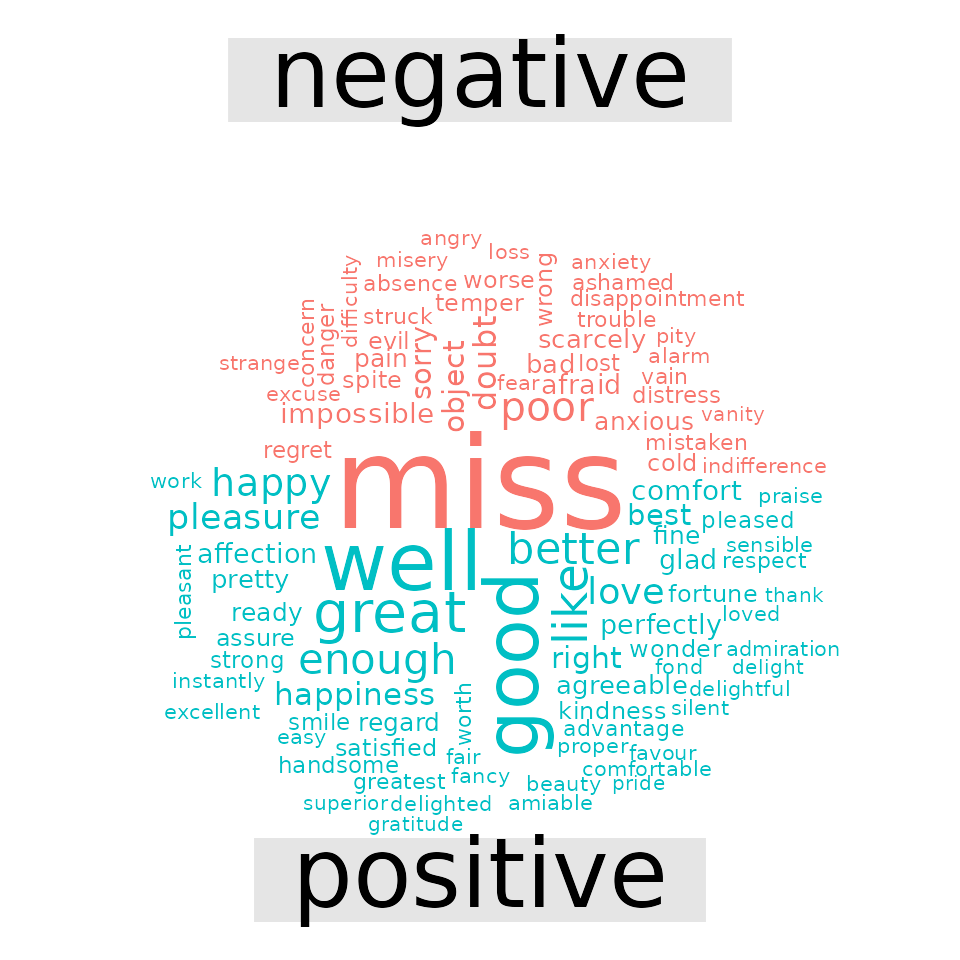 negative
angry
loss
misery
anxiety
absence
worse
wrong
ashamed
difficulty
temper
disappointment
struck
trouble
concern
danger
evil
sorry
object
doubt
scarcely
pity
strange
pain
bad
lost
alarm
spite
fear
afraid
vain
excuse
distress
impossible
poor
anxious
vanity
regret
mistaken
cold
indifference
miss
work
happy
comfort
praise
pleasure
best
pleased
pleasant
affection
well
better
fine
sensible
glad
respect
pretty
good
like
love
fortune
thank
ready
great
perfectly
loved
assure
enough
right
wonder
admiration
strong
fond
delight
instantly
happiness
worth
agreeable
delightful
excellent
smile
regard
kindness
silent
easy
advantage
satisfied
fair
proper
favour
handsome
greatest
fancy
comfortable
beauty
pride
superior
delighted
amiable
gratitude
positive